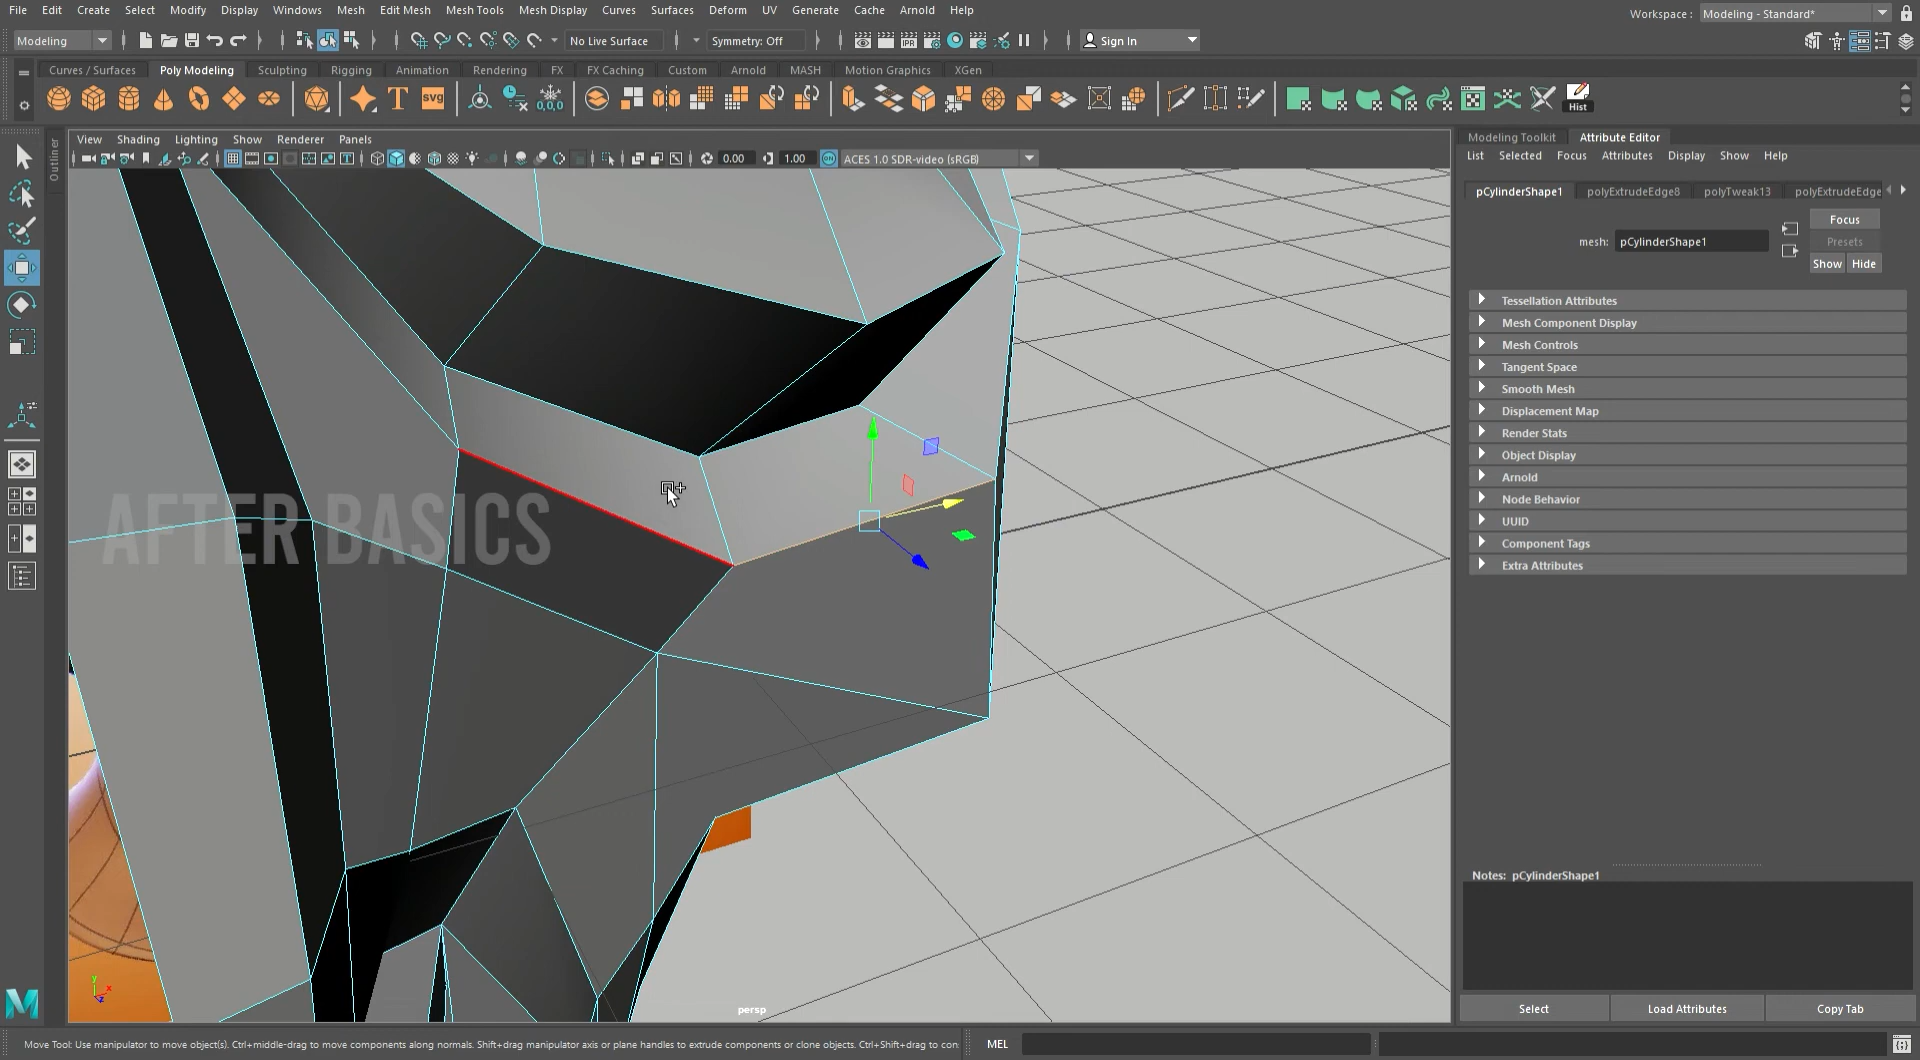 File Edit Create Select Modify Display Windows Mesh Edit Mesh Mesh Tools Mesh Display Curves Surfaces Deform UV Generate Cache Arnold Help
Workspace : Modeling - Standard*
Modeling No Live Surface Symmetry: Off Sign In
Curves / Surfaces Poly Modeling Sculpting Rigging Animation Rendering FX FX Caching Custom Arnold MASH Motion Graphics XGen
T SVG 0,0,0 Hist
Outliner
View Shading Lighting Show Renderer Panels
0.00 1.00 ON ACES 1.0 SDR-video (sRGB)
Modeling Toolkit Attribute Editor
List Selected Focus Attributes Display Show Help
pCylinderShape1 polyExtrudeEdge8 polyTweak13 polyExtrudeEdge
Focus
mesh: pCylinderShape1
Presets
Show Hide
Tessellation Attributes
Mesh Component Display
Mesh Controls
Tangent Space
Smooth Mesh
Displacement Map
Render Stats
Object Display
Arnold
Node Behavior
UUID
Component Tags
Extra Attributes
AFTER BASICS
Notes: pCylinderShape1
y x z
persp
M
Select Load Attributes Copy Tab
Move Tool: Use manipulator to move object(s). Ctrl+middle-drag to move components along normals. Shift+drag manipulator axis or plane handles to extrude components or clone objects. Ctrl+Shift+drag to con
MEL